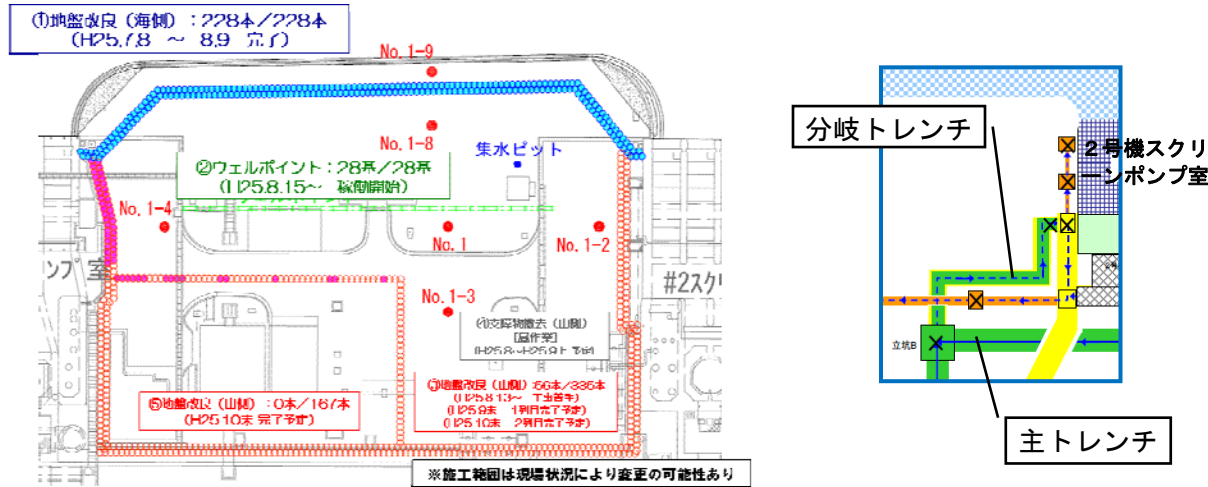 ①地盤改良（海側）：228本／228本
（H25.7.8 ～ 8.9 完了）
No.1-9
No.1-8
集水ピット
②ウェルポイント：28基／28基
（H25.8.15～ 稼働開始）
No.1-4
No.1
No.1-2
ンプ室
#2スクリ
No.1-3
④支障物撤去（山側）
⑤地盤改良（山側）：0本／167本
（H25.10末 完了予定）
③地盤改良（山側）：66本／335本
（H25.8.13～ 工事着手）
（H25.9末 1列目完了予定）
（H25.10末 2列目完了予定）
※施工範囲は現場状況により変更の可能性あり
分岐トレンチ
２号機スクリ
ーンポンプ室
立坑B
主トレンチ